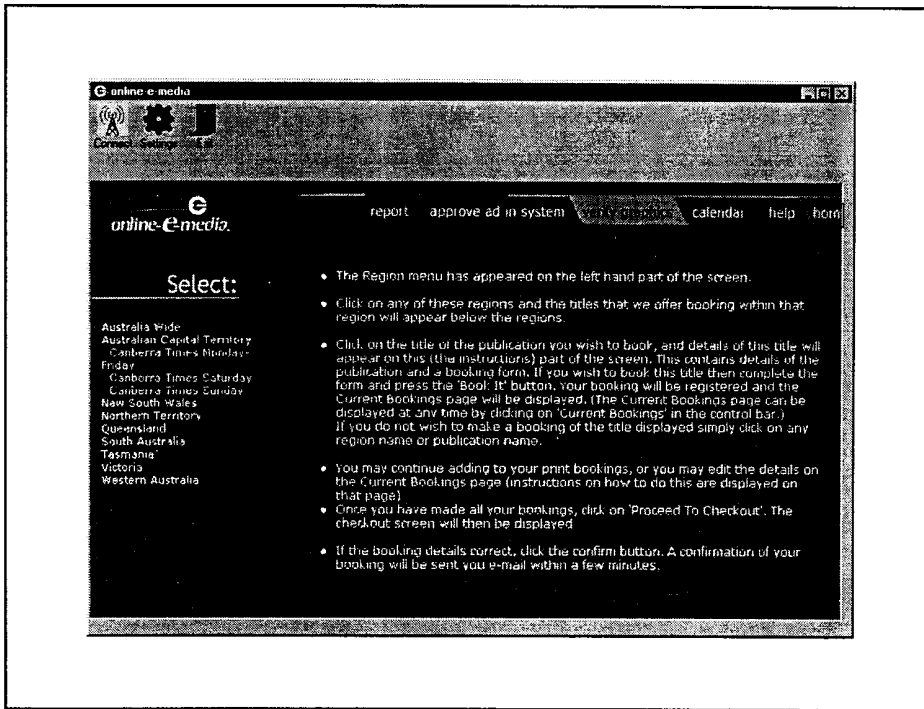 online-e-media
Connect Settings Exit
online-e-media.
report approve ad in system calendar help hom
Select:
Australia Wide
Australian Capital Territory
Canberra Times Monday-
Friday
Canberra Times Saturday
Canberra Times Sunday
New South Wales
Northern Territory
Queensland
South Australia
Tasmania
Victoria
Western Australia
• The Region menu has appeared on the left hand part of the screen.
• Click on any of these regions and the titles that we offer booking within that
region will appear below the regions.
• Click on the title of the publication you wish to book, and details of this title will
appear on this (the instructions) part of the screen. This contains details of the
publication and a booking form. If you wish to book this title then complete the
form and press the 'Book It' button. Your booking will be registered and the
Current Bookings page will be displayed. (The Current Bookings page can be
displayed at any time by clicking on 'Current Bookings' in the control bar.)
If you do not wish to make a booking of the title displayed simply click on any
region name or publication name.
• You may continue adding to your print bookings, or you may edit the details on
the Current Bookings page (instructions on how to do this are displayed on
that page)
• Once you have made all your bookings, click on 'Proceed To Checkout'. The
checkout screen will then be displayed
• If the booking details correct, click the confirm button. A confirmation of your
booking will be sent you e-mail within a few minutes.